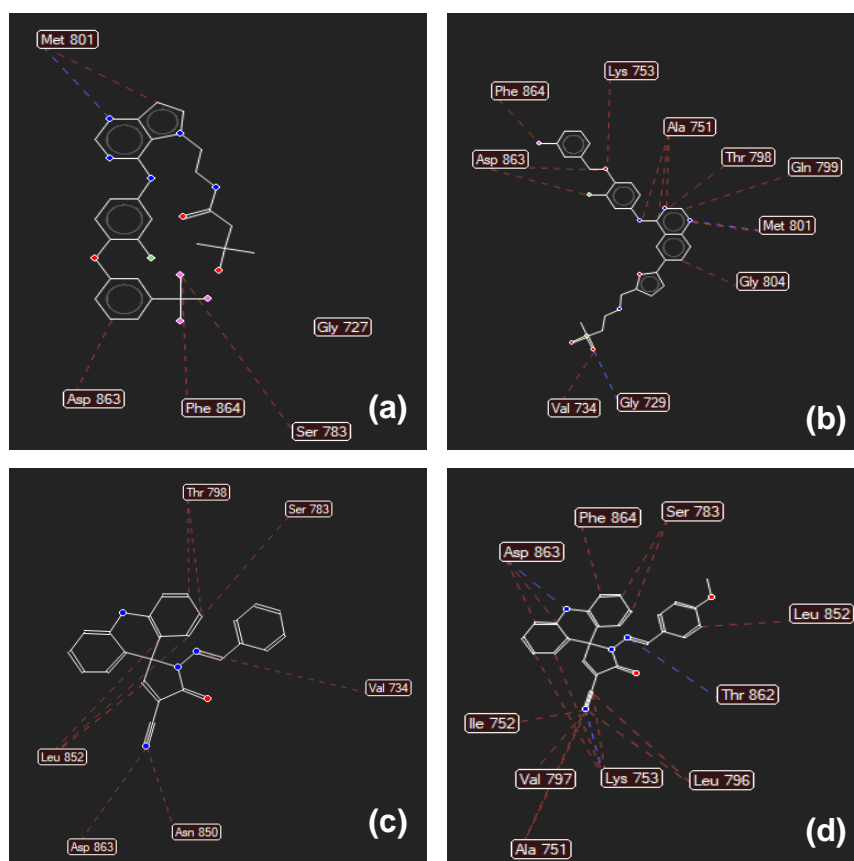 Met 801
Gly 727
Asp 863
Phe 864
Ser 783
(a)
Lys 753
Phe 864
Ala 751
Asp 863
Thr 798
Gln 799
Met 801
Gly 804
Val 734
Gly 729
(b)
Thr 798
Ser 783
Val 734
Leu 852
Asp 863
Asn 850
(c)
Phe 864
Ser 783
Asp 863
Leu 852
Thr 862
Ile 752
Val 797
Lys 753
Leu 796
Ala 751
(d)